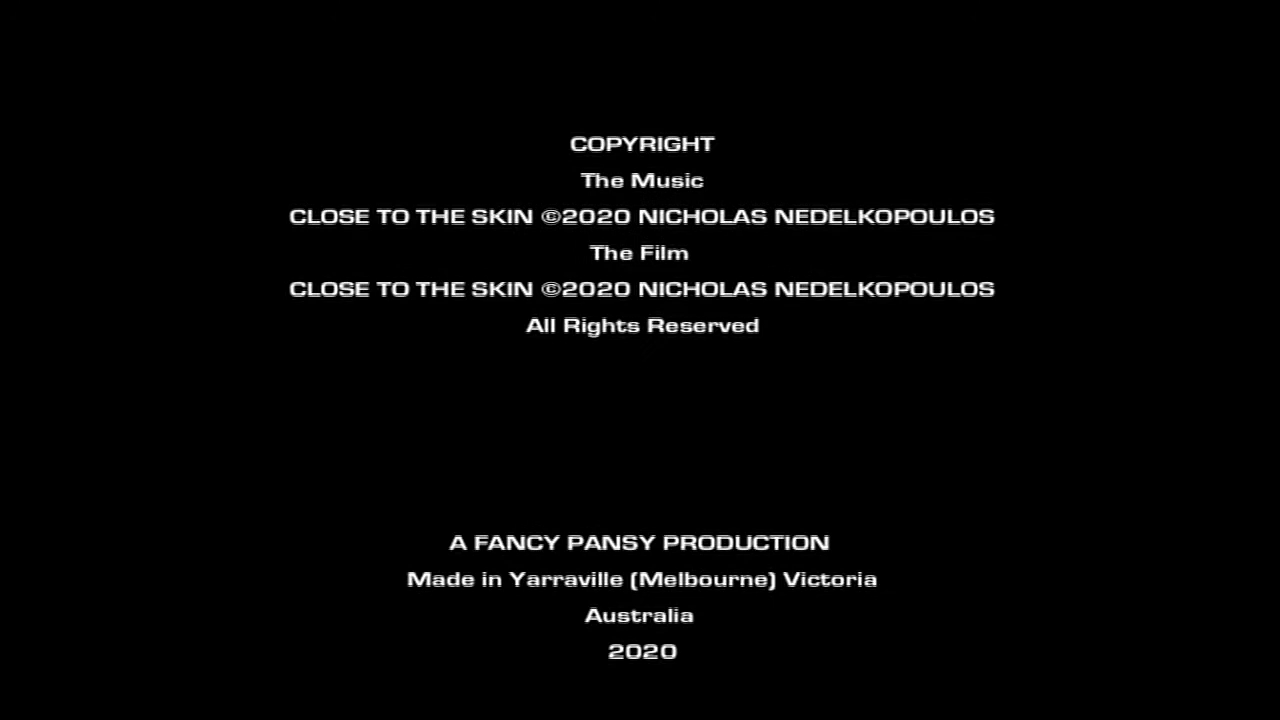 COPYRIGHT
The Music
CLOSE TO THE SKIN ©2020 NICHOLAS NEDELKOPOULOS
The Film
CLOSE TO THE SKIN ©2020 NICHOLAS NEDELKOPOULOS
All Rights Reserved
A FANCY PANSY PRODUCTION
Made in Yarraville (Melbourne) Victoria
Australia
2020